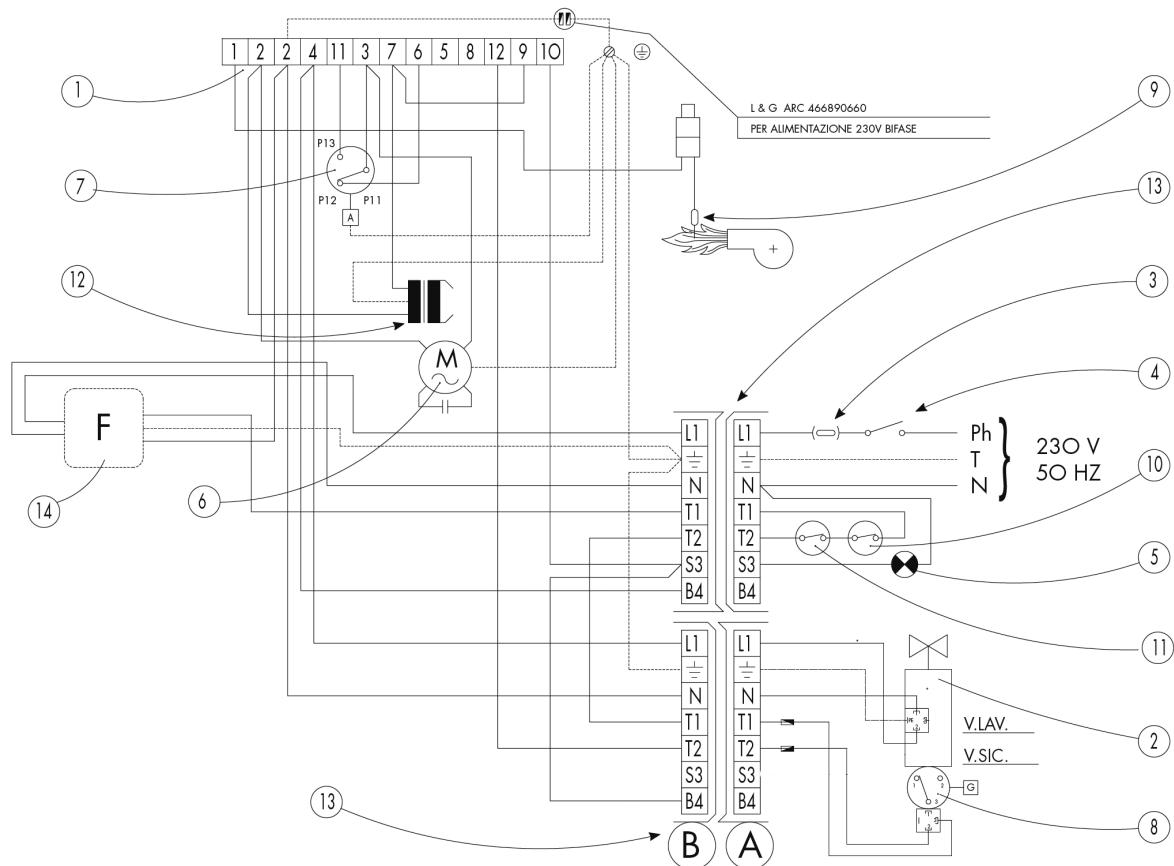 1 2 2 4 11 3 7 6 5 8 12 9 10
1
L & G ARC 466890660
PER ALIMENTAZIONE 230V BIFASE
9
P13
7
P12 P11
A
13
12
3
M
4
F
L1 L1 Ph
T
230 V
50 HZ
N N N
10
14
6
T1 T1
T2 T2
S3 S3
5
B4 B4
11
L1 L1
N N
T1 T1
V.LAV.
2
T2 T2
V.SIC.
S3 S3
1 2
3
G
13
B4 B4
8
B A